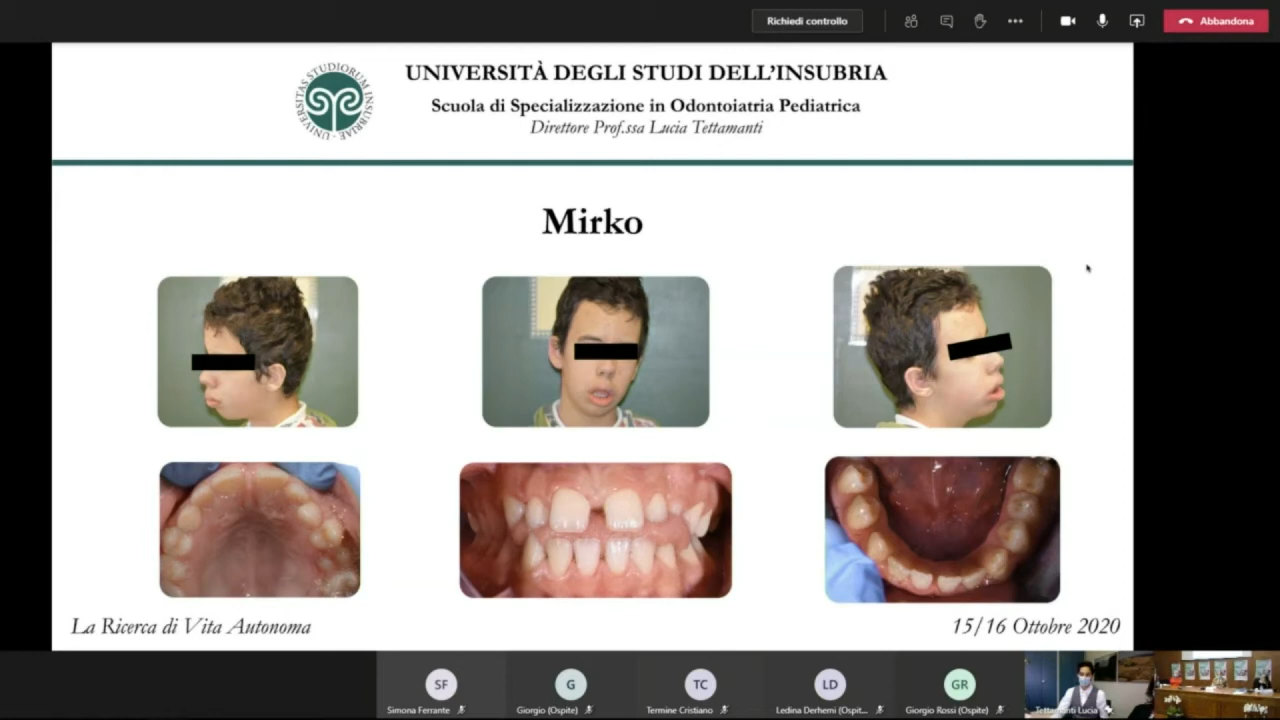 Richiedi controllo
Abbandona
UNIVERSITAS STUDIORUM INSUBRIAE
UNIVERSITÀ DEGLI STUDI DELL'INSUBRIA
Scuola di Specializzazione in Odontoiatria Pediatrica
Direttore Prof.ssa Lucia Tettamanti
Mirko
La Ricerca di Vita Autonoma
15/16 Ottobre 2020
SF
G
TC
LD
GR
Simona Ferrante
Giorgio (Ospite)
Termine Cristiano
Ledina Derhemi (Ospit...
Giorgio Rossi (Ospite)
Tettamanti Lucia